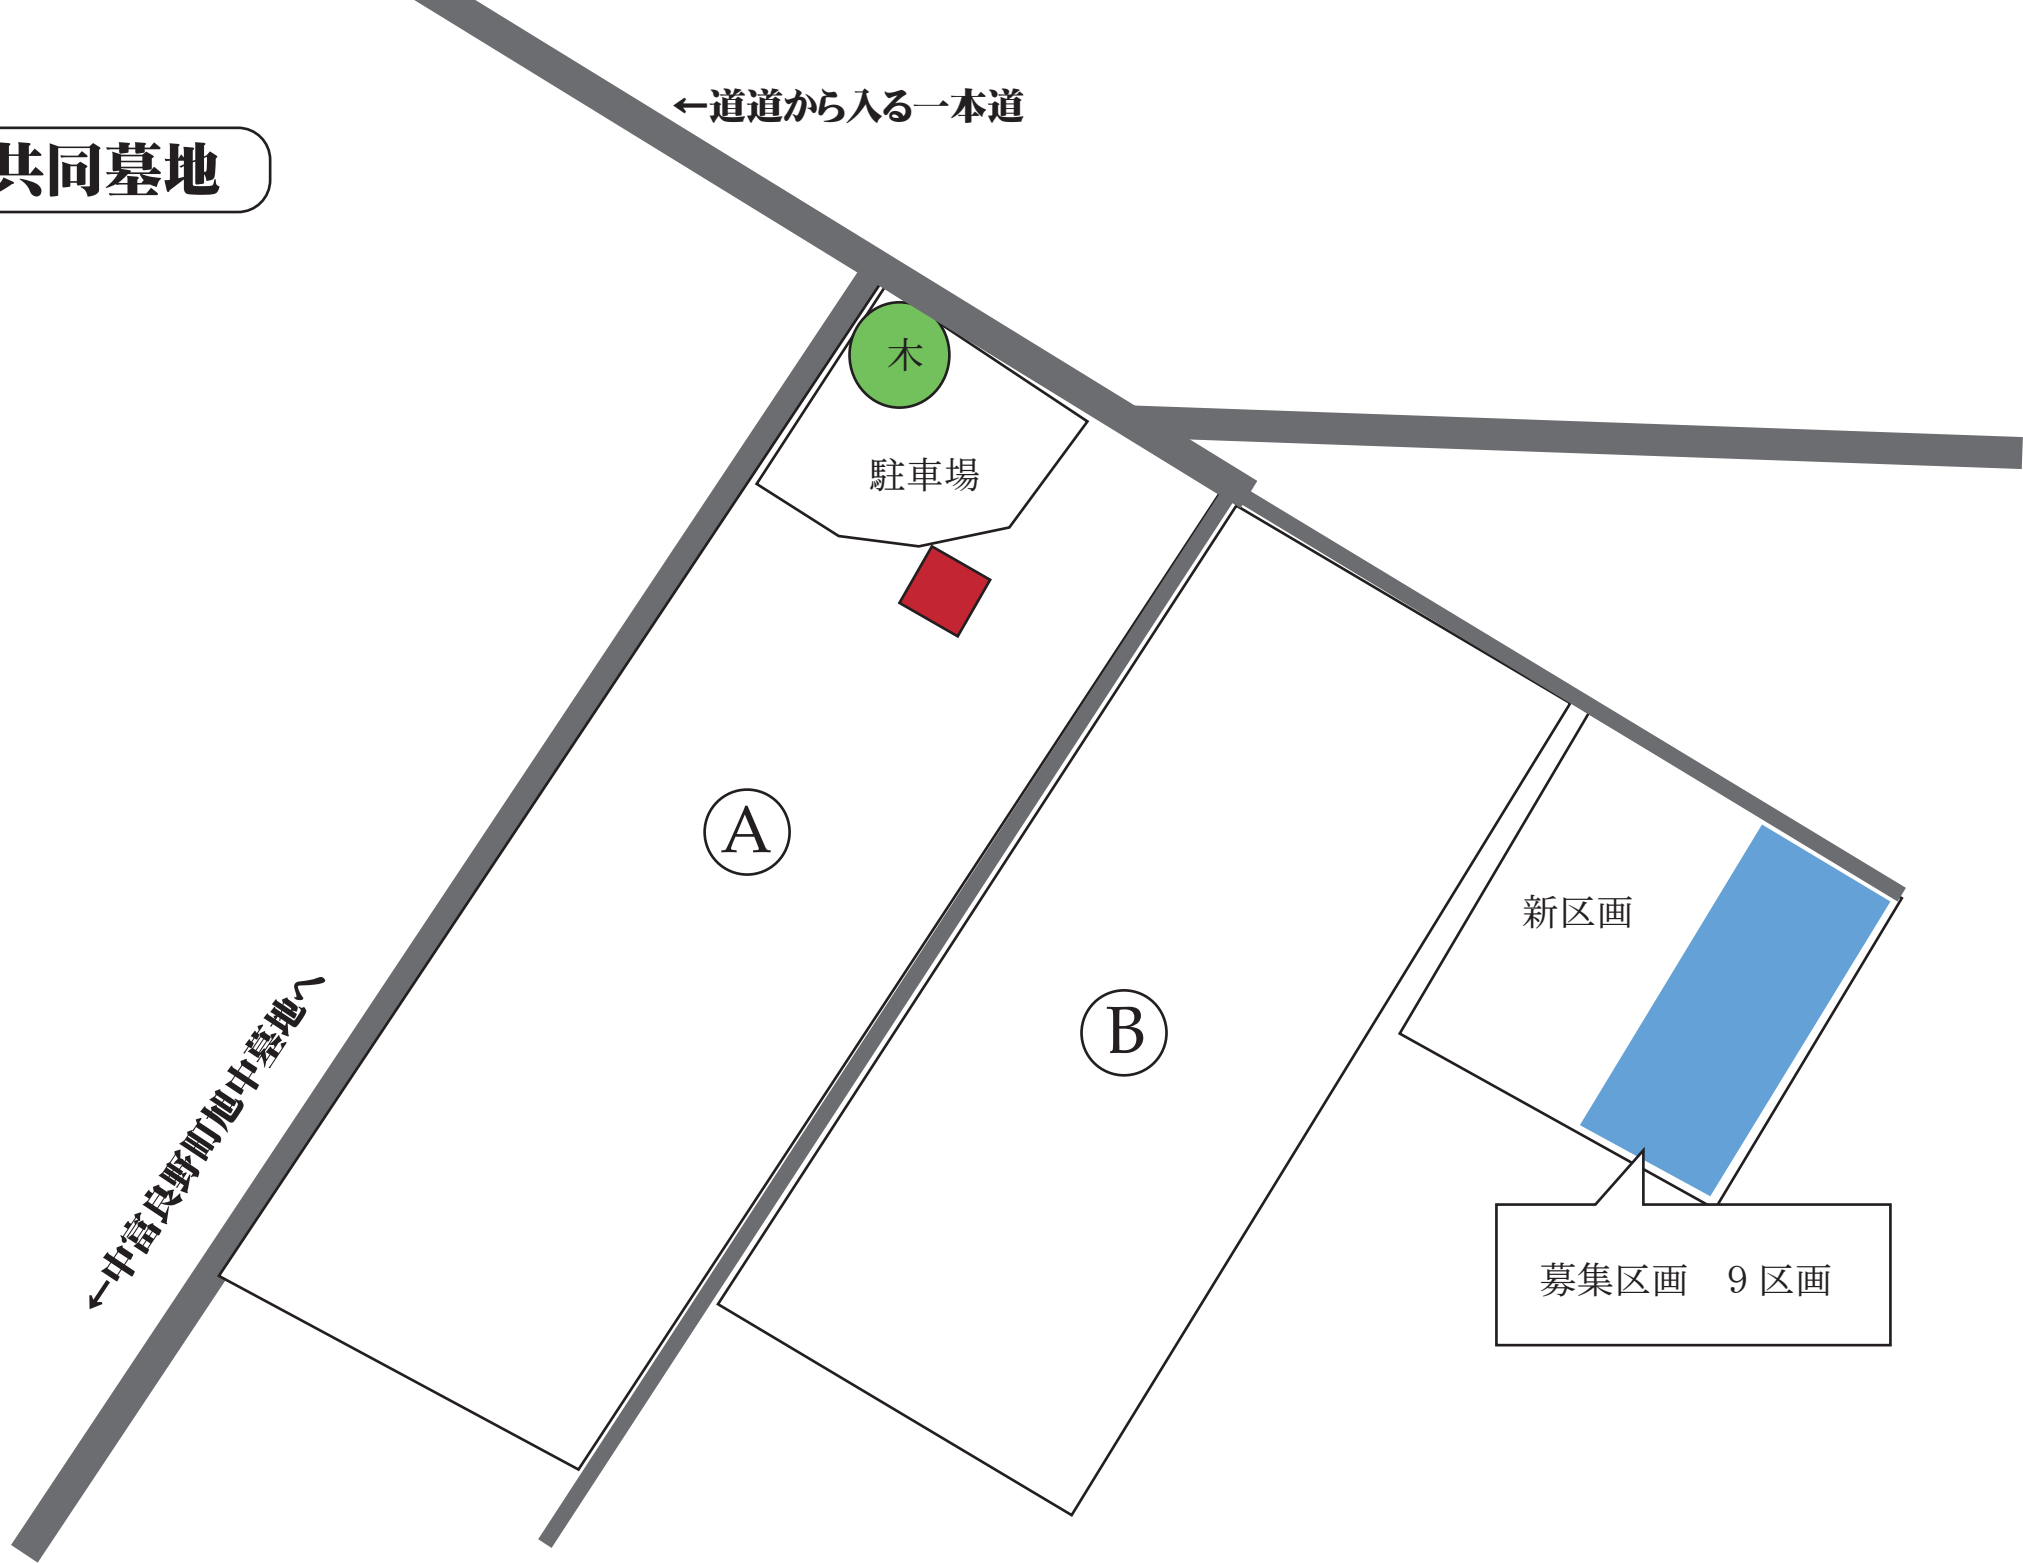 ←道道から入る一本道
共同墓地
木
駐車場
A
新区画
←中富良野町旭中墓地へ
B
募集区画　9 区画